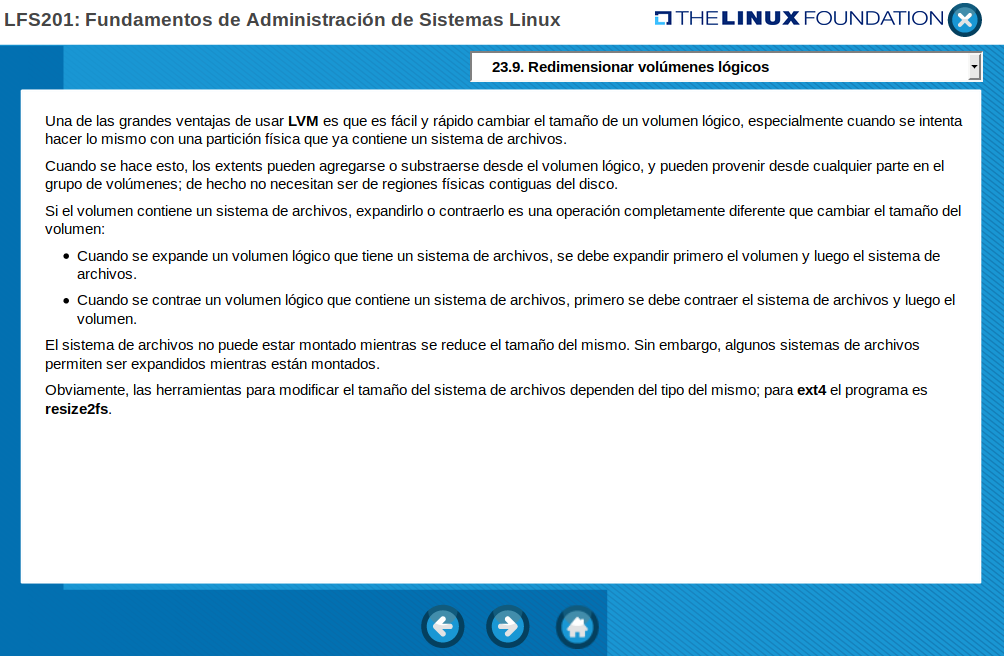 LFS201: Fundamentos de Administración de Sistemas Linux
THE LINUX FOUNDATION
23.9. Redimensionar volúmenes lógicos
Una de las grandes ventajas de usar LVM es que es fácil y rápido cambiar el tamaño de un volumen lógico, especialmente cuando se intenta
hacer lo mismo con una partición física que ya contiene un sistema de archivos.
Cuando se hace esto, los extents pueden agregarse o substraerse desde el volumen lógico, y pueden provenir desde cualquier parte en el
grupo de volúmenes; de hecho no necesitan ser de regiones físicas contiguas del disco.
Si el volumen contiene un sistema de archivos, expandirlo o contraerlo es una operación completamente diferente que cambiar el tamaño del
volumen:
• Cuando se expande un volumen lógico que tiene un sistema de archivos, se debe expandir primero el volumen y luego el sistema de
archivos.
• Cuando se contrae un volumen lógico que contiene un sistema de archivos, primero se debe contraer el sistema de archivos y luego el
volumen.
El sistema de archivos no puede estar montado mientras se reduce el tamaño del mismo. Sin embargo, algunos sistemas de archivos
permiten ser expandidos mientras están montados.
Obviamente, las herramientas para modificar el tamaño del sistema de archivos dependen del tipo del mismo; para ext4 el programa es
resize2fs.